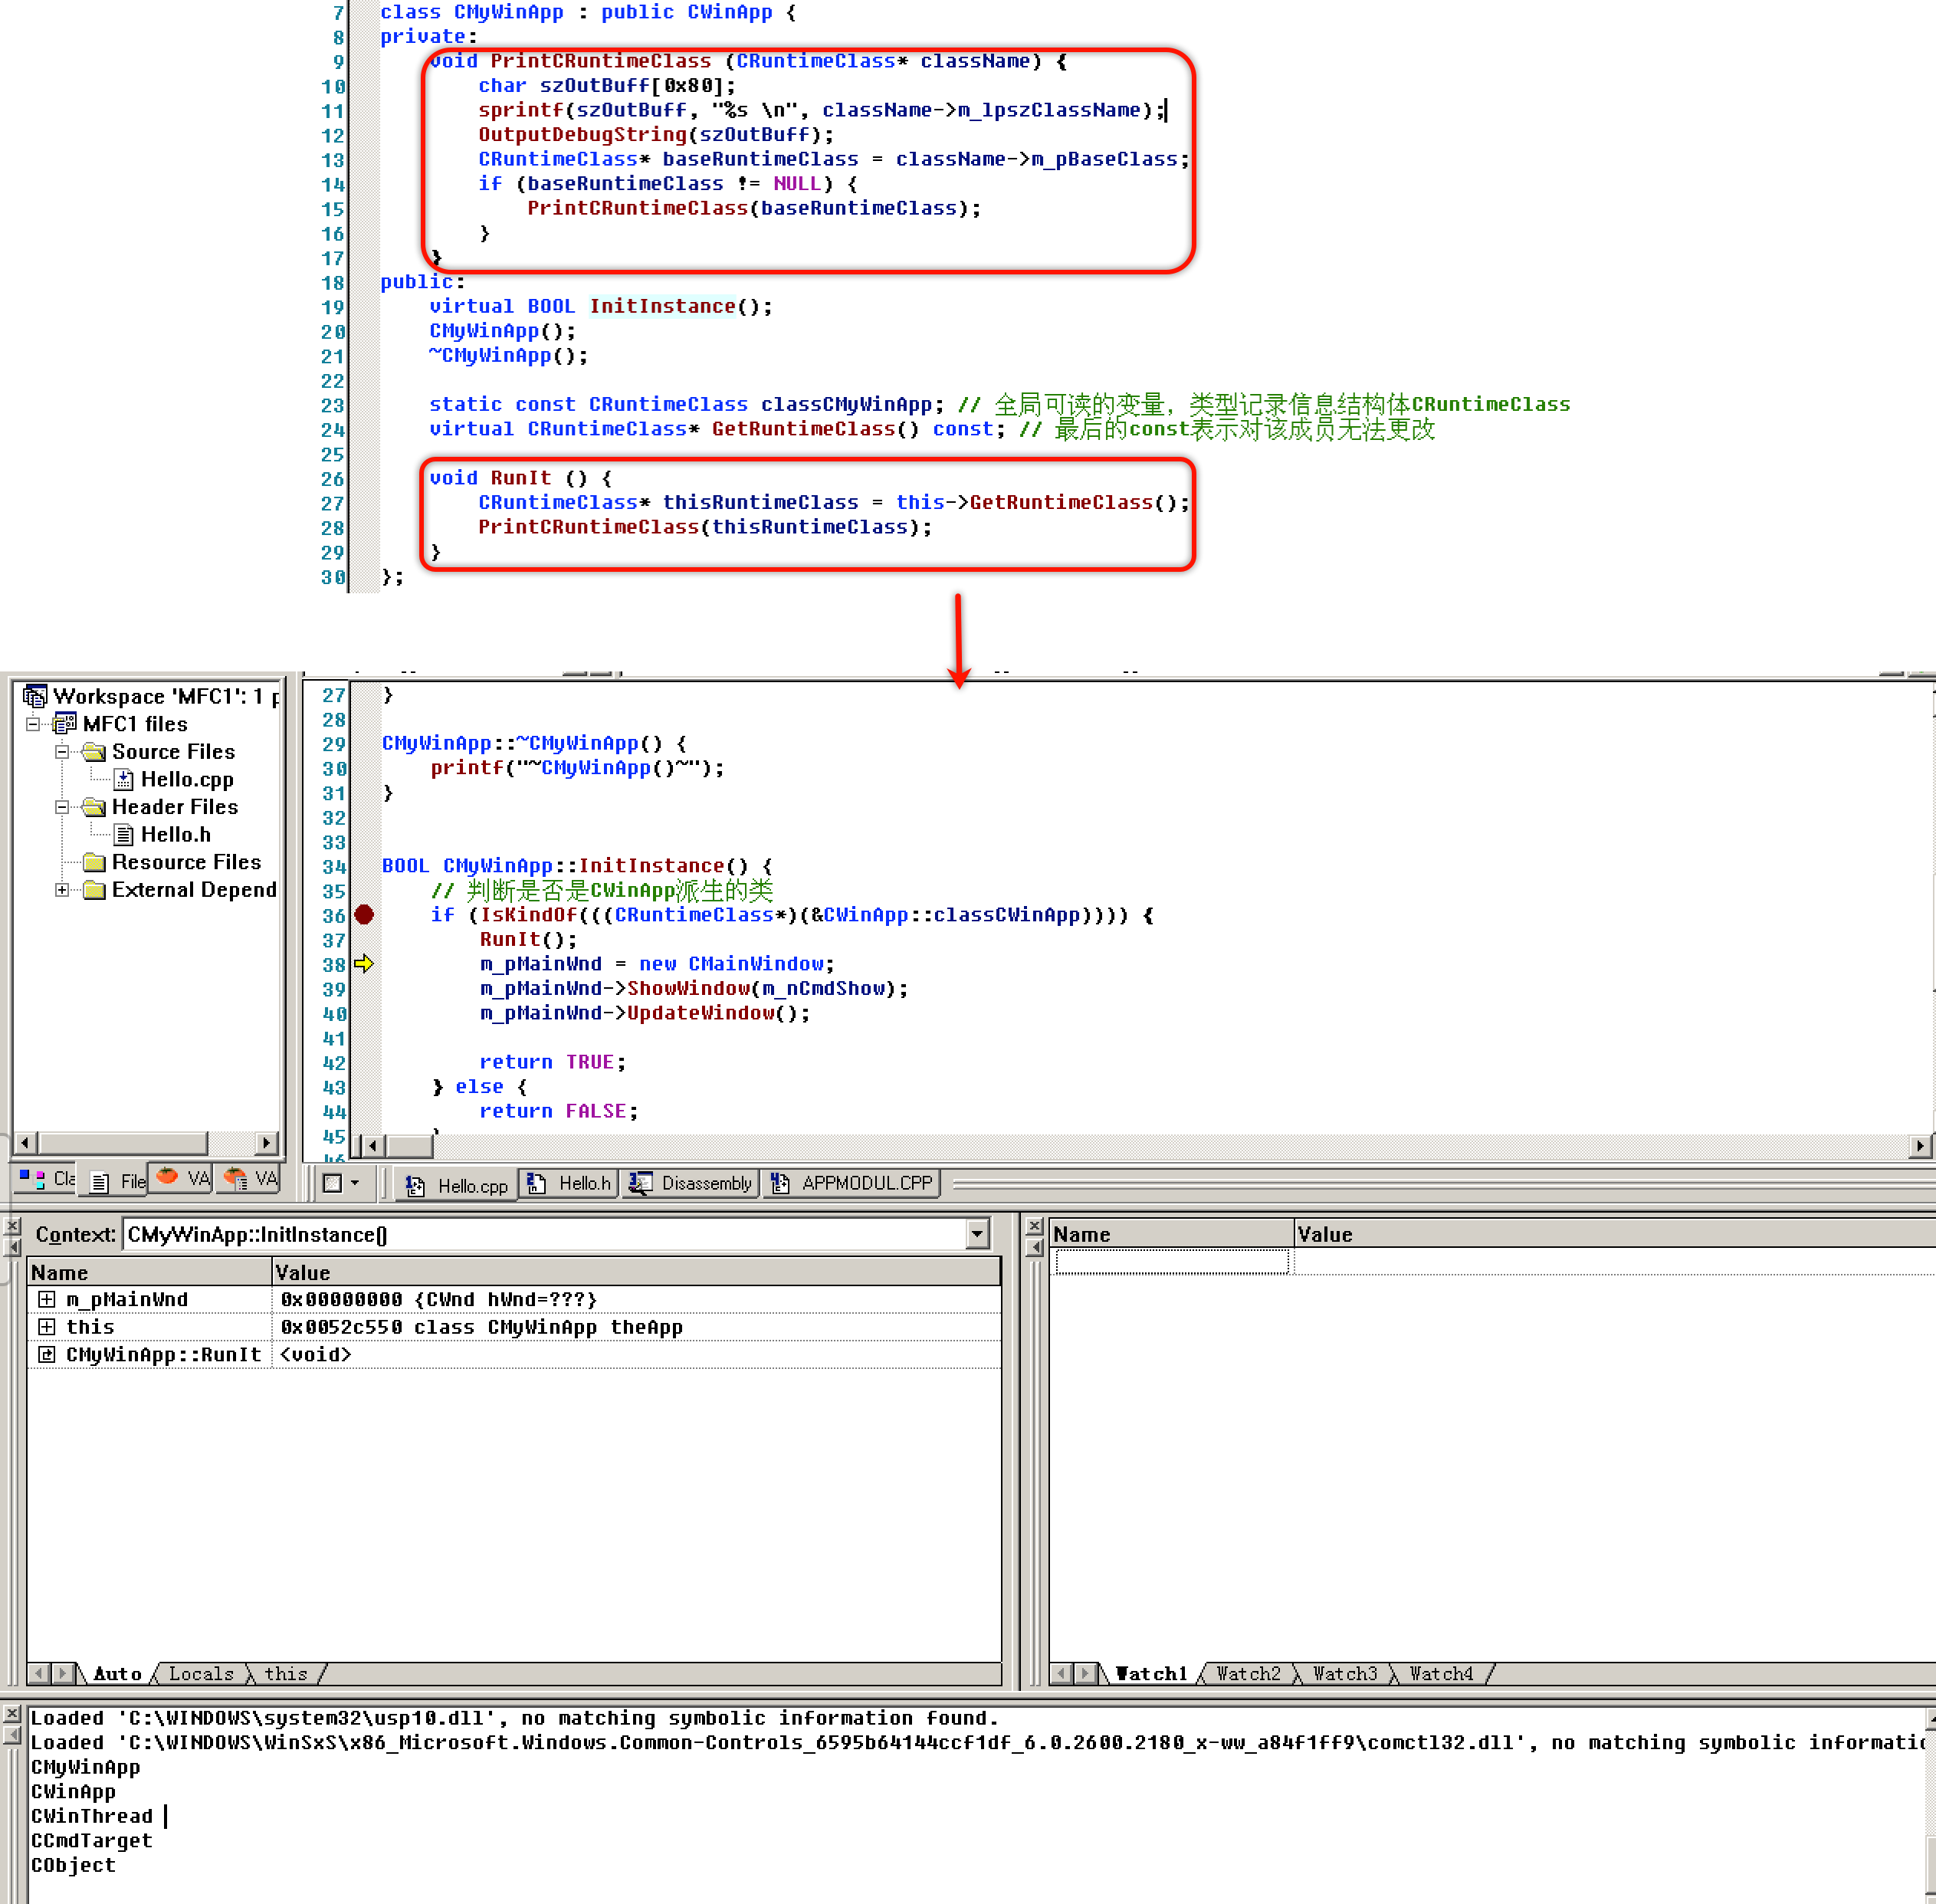 7 class CMyWinApp : public CWinApp {
8 private:
9 void PrintCRuntimeClass (CRuntimeClass* className) {
10 char szOutBuff[0x80];
11 sprintf(szOutBuff, "%s \n", className->m_lpszClassName);
12 OutputDebugString(szOutBuff);
13 CRuntimeClass* baseRuntimeClass = className->m_pBaseClass;
14 if (baseRuntimeClass != NULL) {
15 PrintCRuntimeClass(baseRuntimeClass);
16 }
17 }
18 public:
19 virtual BOOL InitInstance();
20 CMyWinApp();
21 ~CMyWinApp();
22
23 static const CRuntimeClass classCMyWinApp; // 全局可读的变量，类型记录信息结构体CRuntimeClass
24 virtual CRuntimeClass* GetRuntimeClass() const; // 最后的const表示对该成员无法更改
25
26 void RunIt () {
27 CRuntimeClass* thisRuntimeClass = this->GetRuntimeClass();
28 PrintCRuntimeClass(thisRuntimeClass);
29 }
30 };
Workspace 'MFC1': 1 p
MFC1 files
Source Files
Hello.cpp
Header Files
Hello.h
Resource Files
External Depend
Cla File VA VA
27 }
28
29 CMyWinApp::~CMyWinApp() {
30 printf("~CMyWinApp()~");
31 }
32
33
34 BOOL CMyWinApp::InitInstance() {
35 // 判断是否是CWinApp派生的类
36 if (IsKindOf(((CRuntimeClass*)(&CWinApp::classCWinApp)))) {
37 RunIt();
38 m_pMainWnd = new CMainWindow;
39 m_pMainWnd->ShowWindow(m_nCmdShow);
40 m_pMainWnd->UpdateWindow();
41
42 return TRUE;
43 } else {
44 return FALSE;
45 }
46
Hello.cpp Hello.h Disassembly APPMODUL.CPP
Context: CMyWinApp::InitInstance()
Name Value
m_pMainWnd 0x00000000 {CWnd hWnd=???}
this 0x0052c550 class CMyWinApp theApp
CMyWinApp::RunIt <void>
Auto Locals this
Name Value
Watch1 Watch2 Watch3 Watch4
Loaded 'C:\WINDOWS\system32\usp10.dll', no matching symbolic information found.
Loaded 'C:\WINDOWS\WinSxS\x86_Microsoft.Windows.Common-Controls_6595b64144ccf1df_6.0.2600.2180_x-ww_a84f1ff9\comctl32.dll', no matching symbolic informatio
CMyWinApp
CWinApp
CWinThread
CCmdTarget
CObject